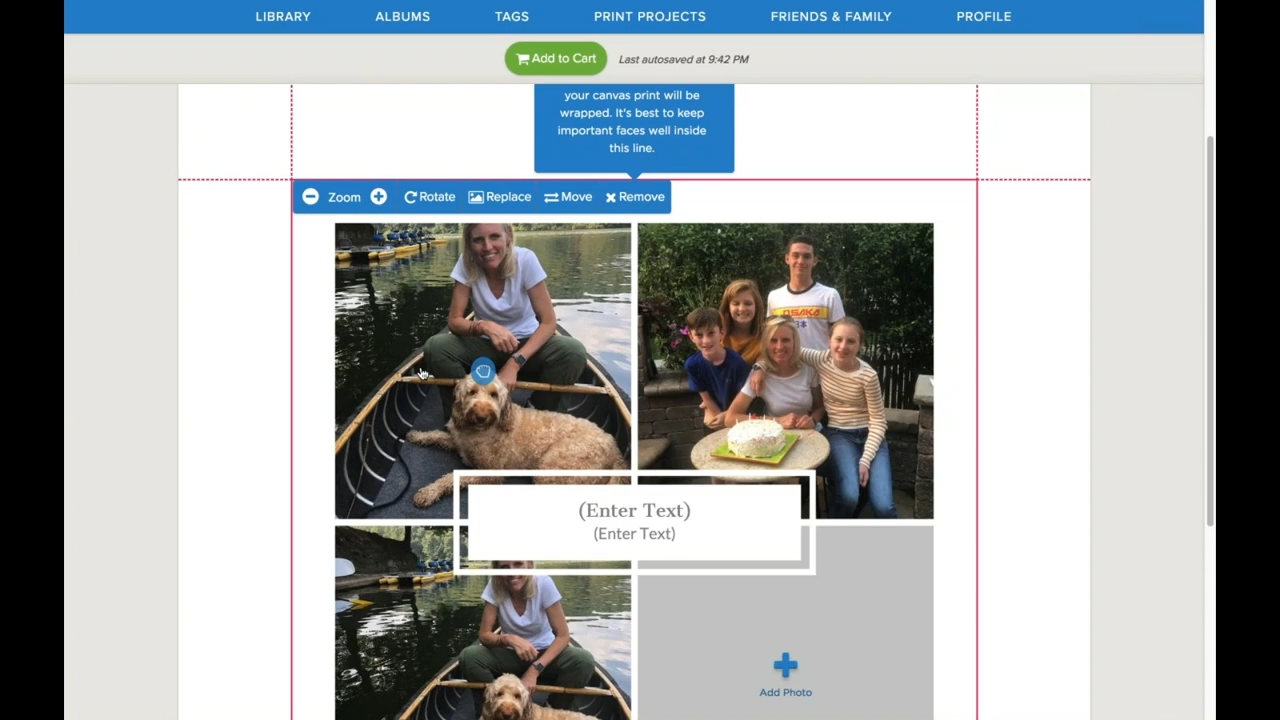 LIBRARY ALBUMS TAGS PRINT PROJECTS FRIENDS & FAMILY PROFILE
Add to Cart Last autosaved at 9:42 PM
your canvas print will be
wrapped. It's best to keep
important faces well inside
this line.
Zoom Rotate Replace Move Remove
OSAKA
(Enter Text)
(Enter Text)
Add Photo